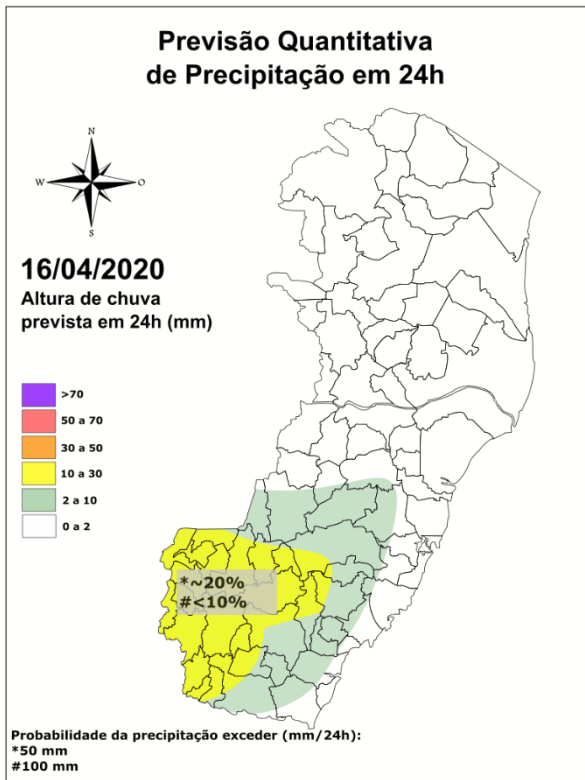 Previsão Quantitativa
de Precipitação em 24h
N
W
O
S
16/04/2020
Altura de chuva
prevista em 24h (mm)
>70
50 a 70
30 a 50
10 a 30
2 a 10
0 a 2
*~20%
#<10%
Probabilidade da precipitação exceder (mm/24h):
*50 mm
#100 mm